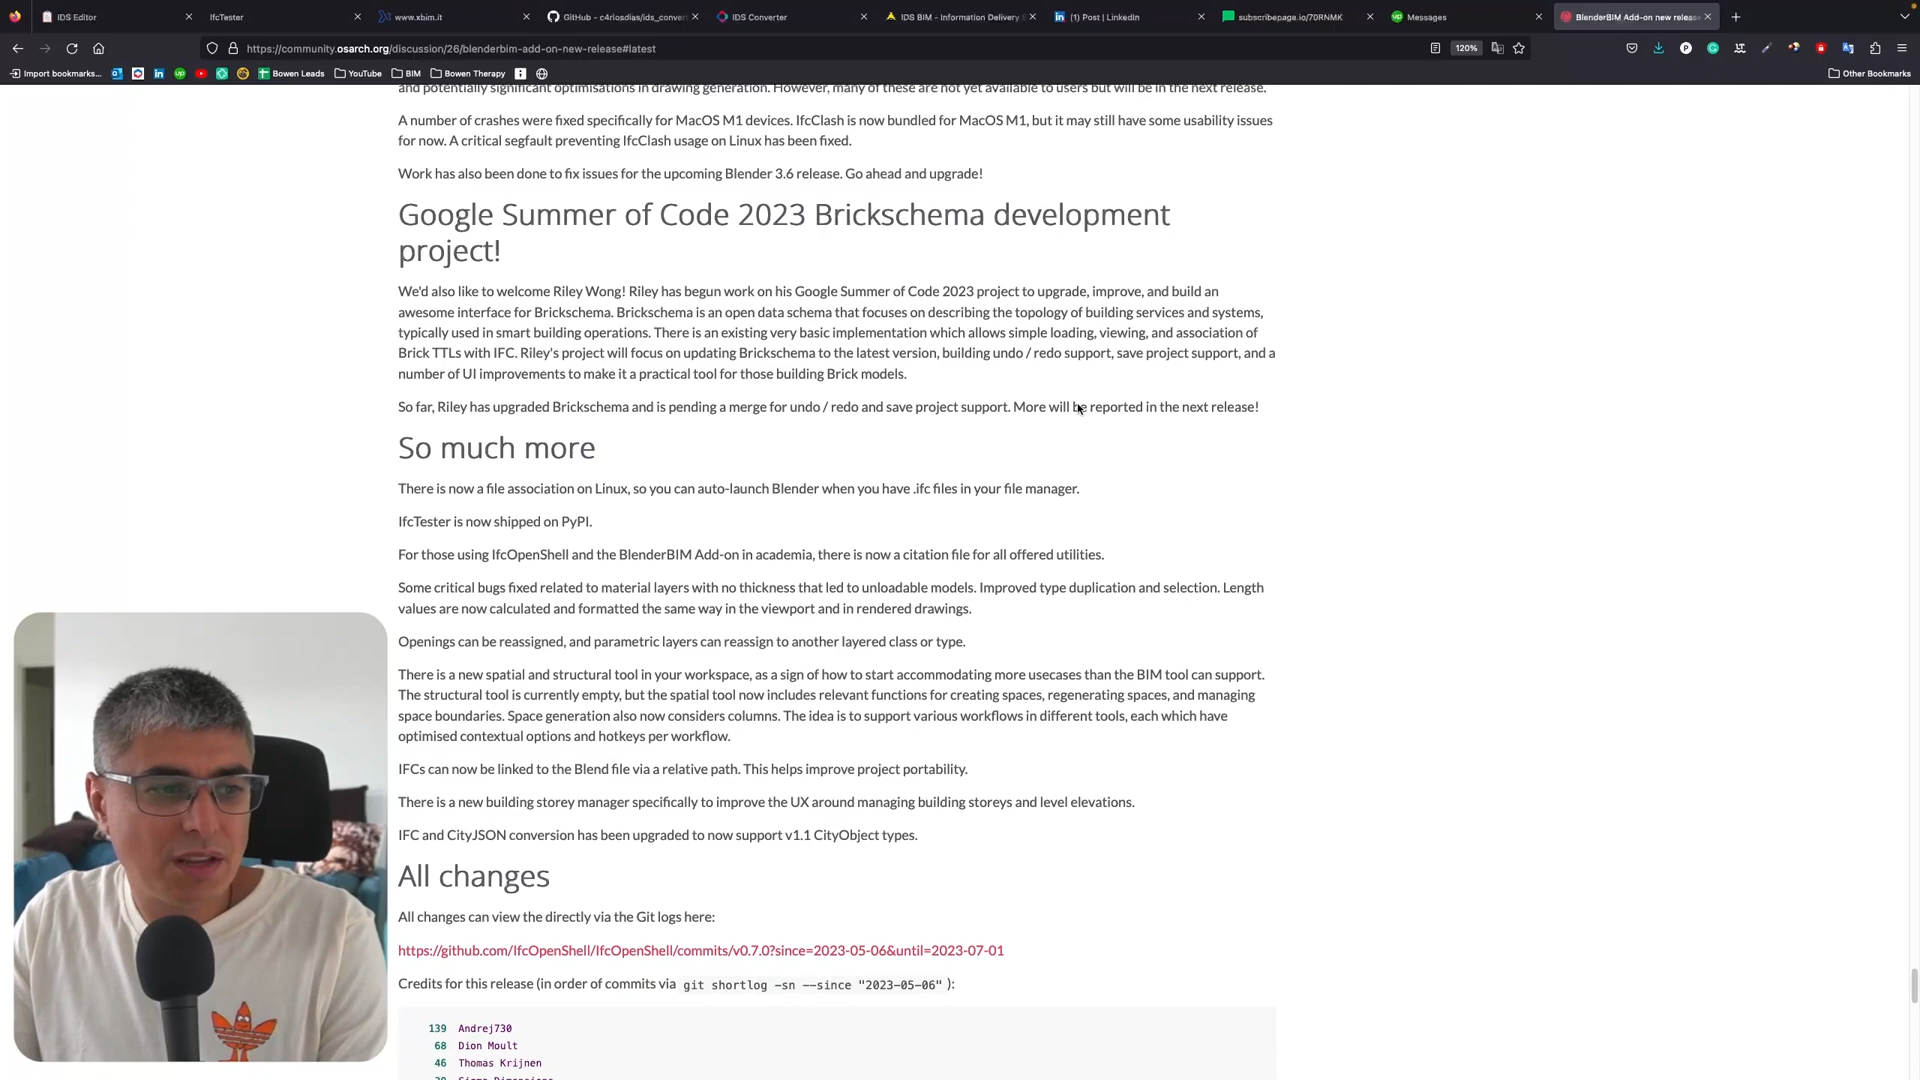 IDS Editor
IfcTester
www.xbim.it
GitHub - c4rlosdias/ids_conver
IDS Converter
IDS BIM - Information Delivery
(1) Post | LinkedIn
subscribepage.io/70RNMK
Messages
BlenderBIM Add-on new releas
https://community.osarch.org/discussion/26/blenderbim-add-on-new-release#latest
120%
Import bookmarks...
Bowen Leads
YouTube
BIM
Bowen Therapy
Other Bookmarks
and potentially significant optimisations in drawing generation. However, many of these are not yet available to users but will be in the next release.
A number of crashes were fixed specifically for MacOS M1 devices. IfcClash is now bundled for MacOS M1, but it may still have some usability issues
for now. A critical segfault preventing IfcClash usage on Linux has been fixed.
Work has also been done to fix issues for the upcoming Blender 3.6 release. Go ahead and upgrade!
Google Summer of Code 2023 Brickschema development
project!
We'd also like to welcome Riley Wong! Riley has begun work on his Google Summer of Code 2023 project to upgrade, improve, and build an
awesome interface for Brickschema. Brickschema is an open data schema that focuses on describing the topology of building services and systems,
typically used in smart building operations. There is an existing very basic implementation which allows simple loading, viewing, and association of
Brick TTLs with IFC. Riley's project will focus on updating Brickschema to the latest version, building undo / redo support, save project support, and a
number of UI improvements to make it a practical tool for those building Brick models.
So far, Riley has upgraded Brickschema and is pending a merge for undo / redo and save project support. More will be reported in the next release!
So much more
There is now a file association on Linux, so you can auto-launch Blender when you have .ifc files in your file manager.
IfcTester is now shipped on PyPI.
For those using IfcOpenShell and the BlenderBIM Add-on in academia, there is now a citation file for all offered utilities.
Some critical bugs fixed related to material layers with no thickness that led to unloadable models. Improved type duplication and selection. Length
values are now calculated and formatted the same way in the viewport and in rendered drawings.
Openings can be reassigned, and parametric layers can reassign to another layered class or type.
There is a new spatial and structural tool in your workspace, as a sign of how to start accommodating more usecases than the BIM tool can support.
The structural tool is currently empty, but the spatial tool now includes relevant functions for creating spaces, regenerating spaces, and managing
space boundaries. Space generation also now considers columns. The idea is to support various workflows in different tools, each which have
optimised contextual options and hotkeys per workflow.
IFCs can now be linked to the Blend file via a relative path. This helps improve project portability.
There is a new building storey manager specifically to improve the UX around managing building storeys and level elevations.
IFC and CityJSON conversion has been upgraded to now support v1.1 CityObject types.
All changes
All changes can view the directly via the Git logs here:
https://github.com/IfcOpenShell/IfcOpenShell/commits/v0.7.0?since=2023-05-06&until=2023-07-01
Credits for this release (in order of commits via git shortlog -sn --since "2023-05-06" ):
139 Andrej730
68 Dion Moult
46 Thomas Krijnen